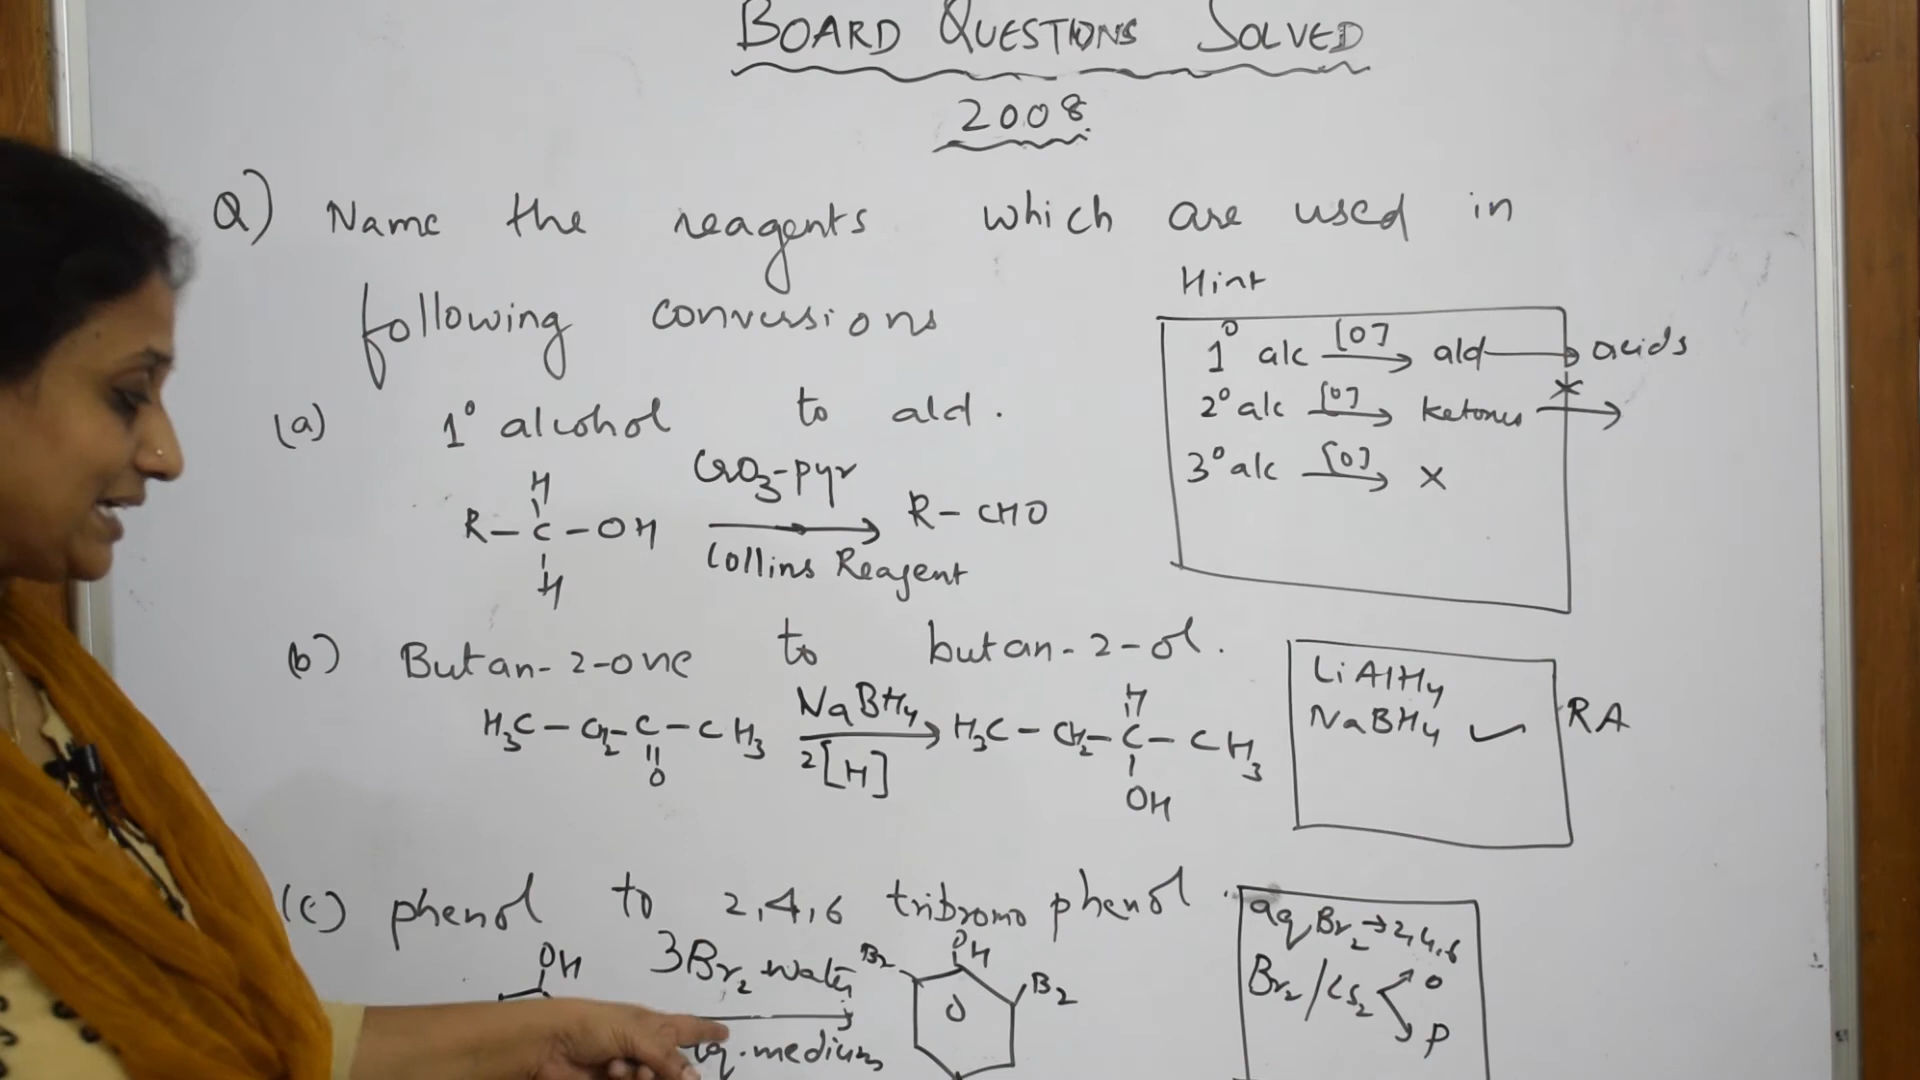 BOARD QUESTIONS SOLVED
2008
Q) Name the reagents which are used in
following conversions
Hint
1° alc [O] ald acids
2° alc [O] ketones
3° alc [O] x
(a) 1° alcohol to ald.
H
R-C-OH
H
CrO3-pyr
Collins Reagent
R-CHO
(b) Butan-2-one to butan-2-ol.
H3C-CH2-C-CH3
O
NaBH4
2[H]
H
H3C-CH2-C-CH3
OH
LiAlH4
NaBH4 ✓
RA
(c) phenol to 2,4,6 tribromo phenol.
OH
3Br2 water
aq.medium
Br
OH
Br
aq Br2→2,4,6
Br2/CS2
o
p